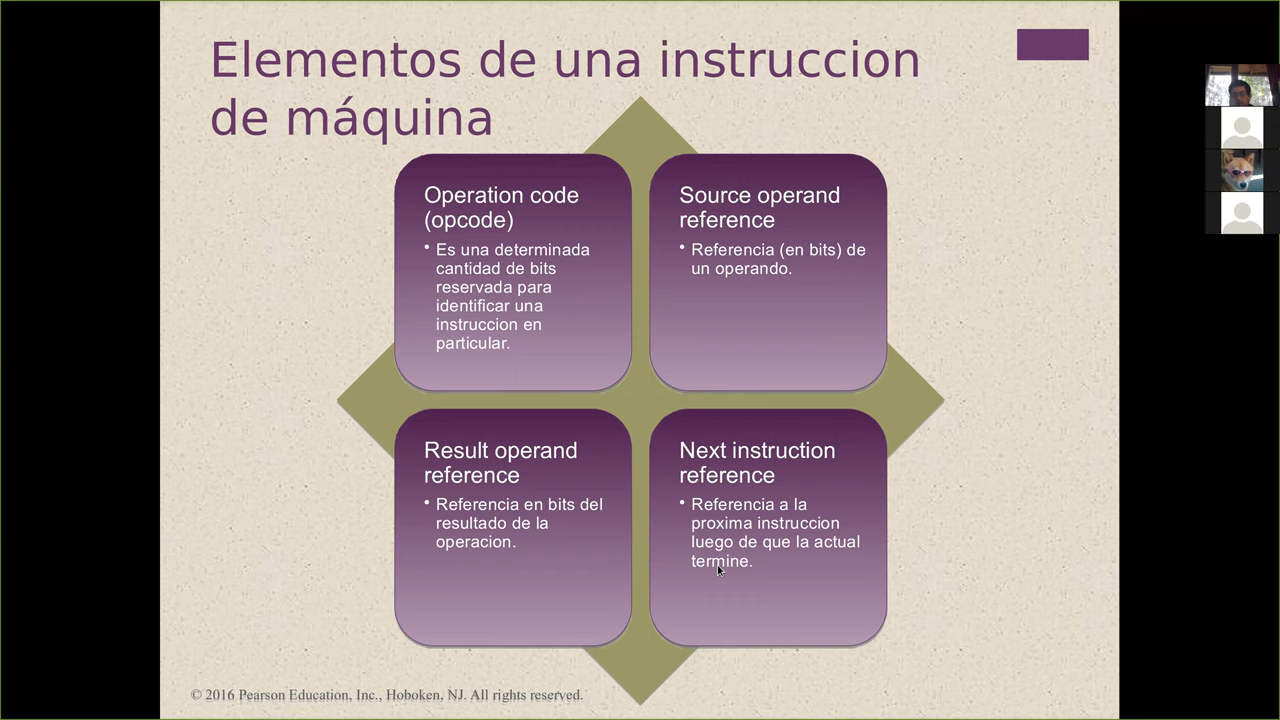 Elementos de una instruccion
de máquina
Operation code
(opcode)
• Es una determinada
cantidad de bits
reservada para
identificar una
instruccion en
particular.
Source operand
reference
• Referencia (en bits) de
un operando.
Result operand
reference
• Referencia en bits del
resultado de la
operacion.
Next instruction
reference
• Referencia a la
proxima instruccion
luego de que la actual
termine.
© 2016 Pearson Education, Inc., Hoboken, NJ. All rights reserved.